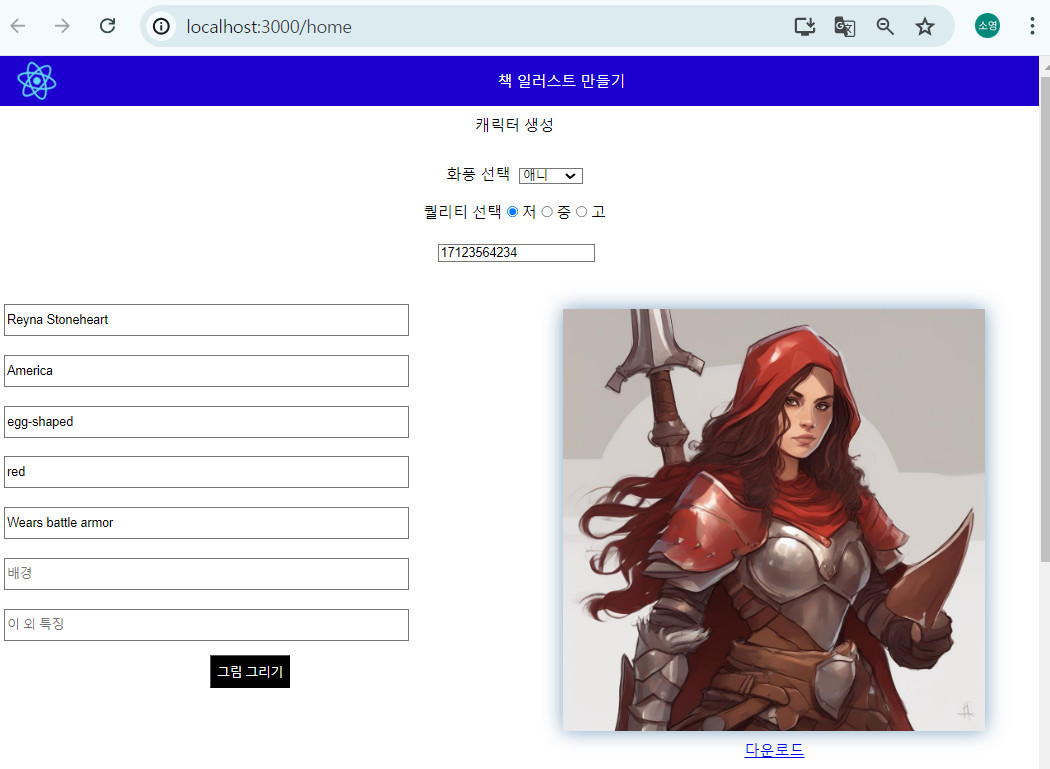 localhost:3000/home
소영
책 일러스트 만들기
캐릭터 생성
화풍 선택 애니
퀄리티 선택 저 중 고
17123564234
Reyna Stoneheart
America
egg-shaped
red
Wears battle armor
배경
이 외 특징
그림 그리기
다운로드